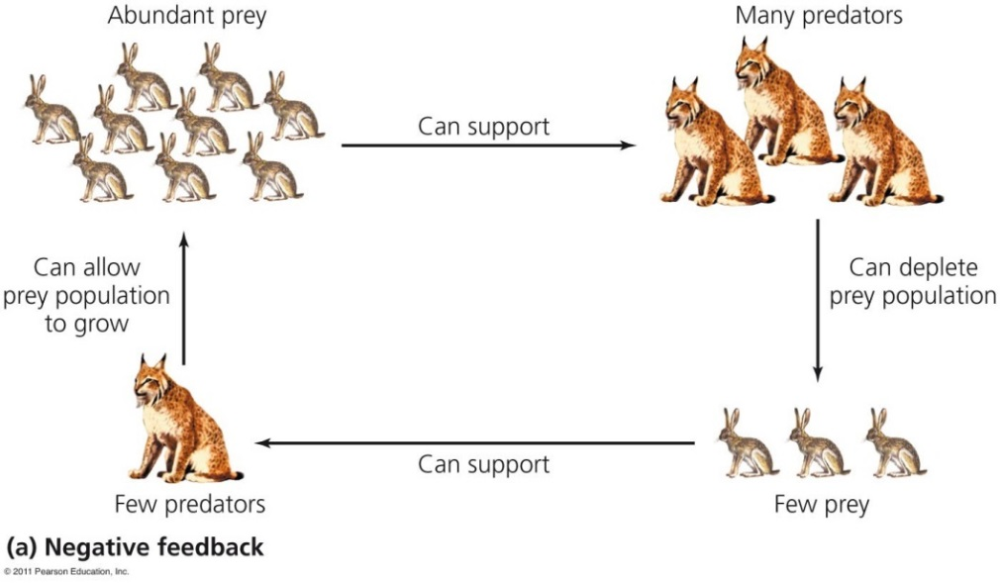 Abundant prey
Many predators
Can support
Can allow
prey population
to grow
Can deplete
prey population
Can support
Few predators
Few prey
(a) Negative feedback
© 2011 Pearson Education, Inc.